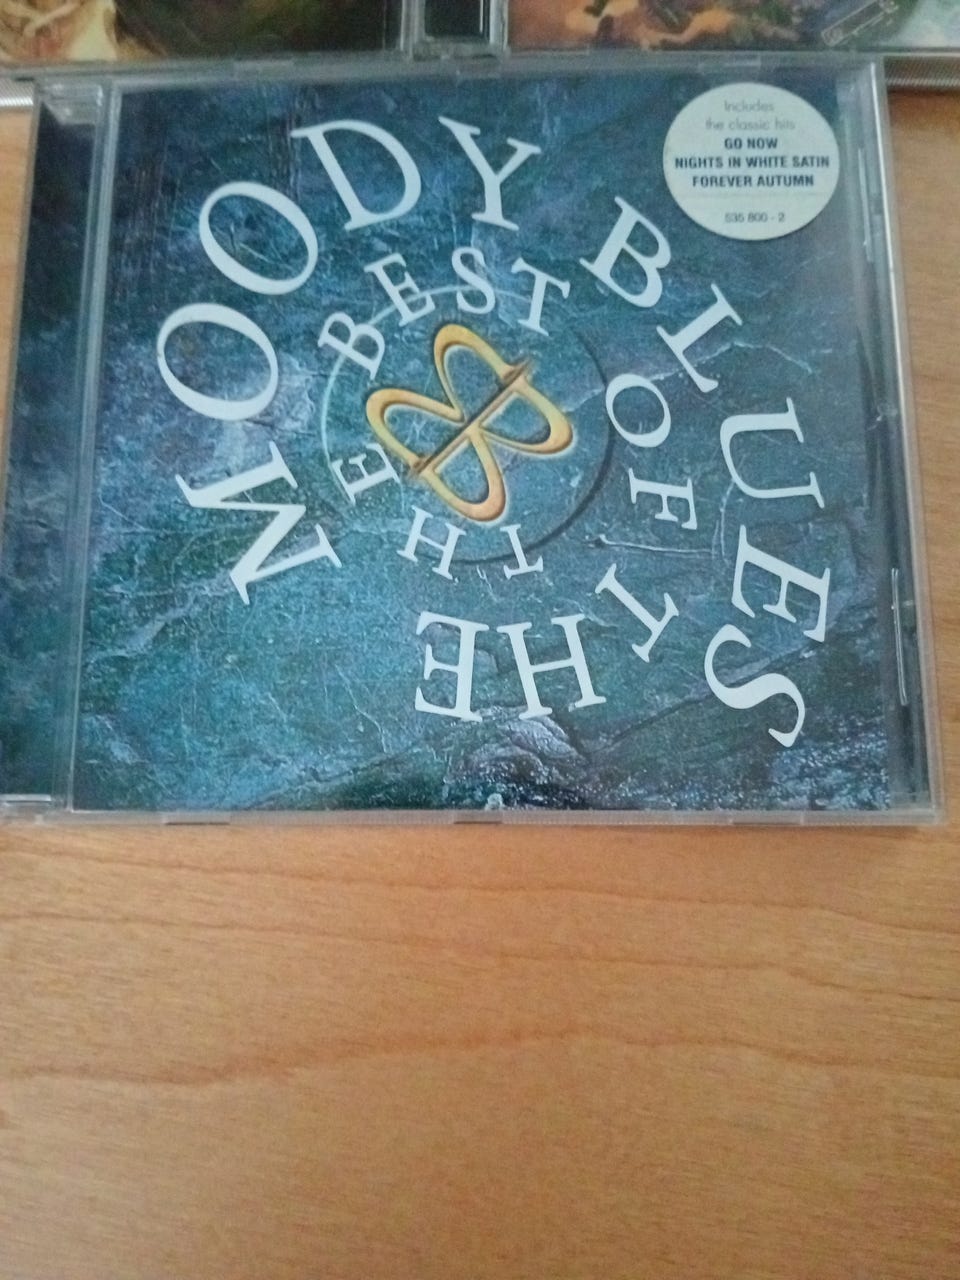 THE BEST OF THE
MOODY BLUES
Includes
the classic hits
GO NOW
NIGHTS IN WHITE SATIN
FOREVER AUTUMN
535 800 - 2